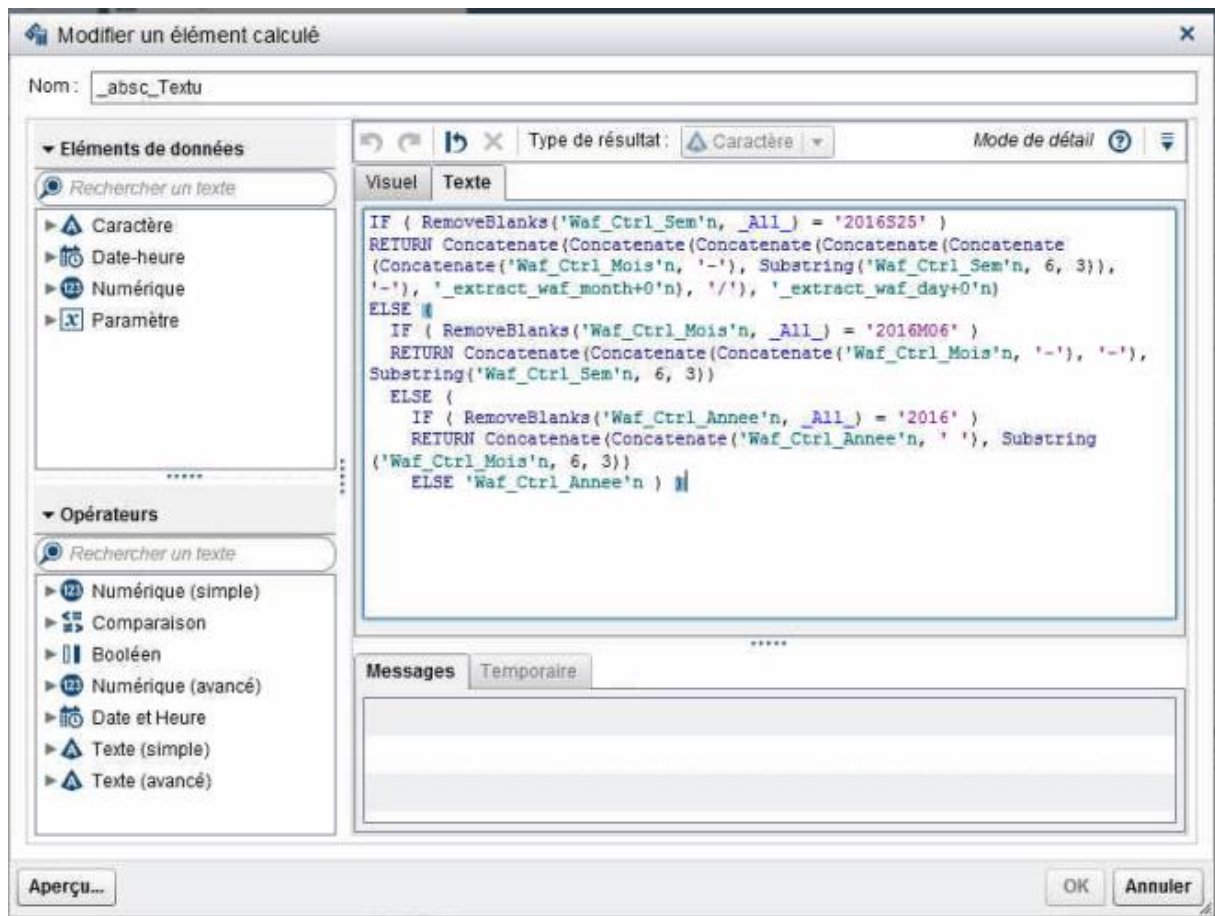 Modifier un élément calculé
Nom : _absc_Textu
Eléments de données
Rechercher un texte
Caractère
Date-heure
Numérique
Paramètre
Opérateurs
Rechercher un texte
Numérique (simple)
Comparaison
Booléen
Numérique (avancé)
Date et Heure
Texte (simple)
Texte (avancé)
Type de résultat : Caractère Mode de détail ?
Visuel Texte
IF ( RemoveBlanks('Waf_Ctrl_Sem'n, _All_) = '2016S25' )
RETURN Concatenate(Concatenate(Concatenate(Concatenate(Concatenate
(Concatenate('Waf_Ctrl_Mois'n, '-'), Substring('Waf_Ctrl_Sem'n, 6, 3)),
'-'), '_extract_waf_month+0'n), '/'), '_extract_waf_day+0'n)
ELSE (
IF ( RemoveBlanks('Waf_Ctrl_Mois'n, _All_) = '2016M06' )
RETURN Concatenate(Concatenate(Concatenate('Waf_Ctrl_Mois'n, '-'), '-'),
Substring('Waf_Ctrl_Sem'n, 6, 3))
ELSE (
IF ( RemoveBlanks('Waf_Ctrl_Annee'n, _All_) = '2016' )
RETURN Concatenate(Concatenate('Waf_Ctrl_Annee'n, ' '), Substring
('Waf_Ctrl_Mois'n, 6, 3))
ELSE 'Waf_Ctrl_Annee'n ) )
Messages Temporaire
Aperçu... OK Annuler